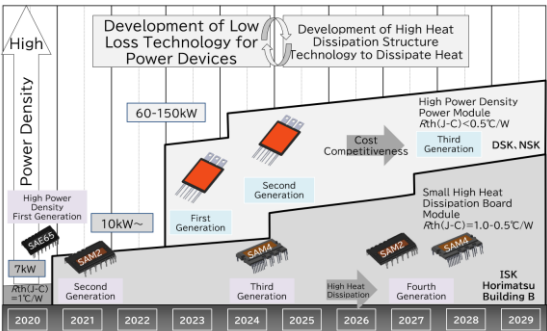 High
Power Density
Development of Low
Loss Technology for
Power Devices
Development of High Heat
Dissipation Structure
Technology to Dissipate Heat
60-150kW
High Power Density
Power Module
Rth(J-C)<0.5℃/W
Cost
Competitiveness
Third
Generation
DSK、NSK
Second
Generation
First
Generation
High Power
Density
First Generation
10kW～
Small High Heat
Dissipation Board
Module
Rth(J-C)=1.0-0.5℃/W
SAE65
SAM2
SAM4
SAM2
SAM4
7kW
Rth(J-C)
=1℃/W
Second
Generation
Third
Generation
High Heat
Dissipation
Fourth
Generation
ISK
Horimatsu
Building B
2020
2021
2022
2023
2024
2025
2026
2027
2028
2029